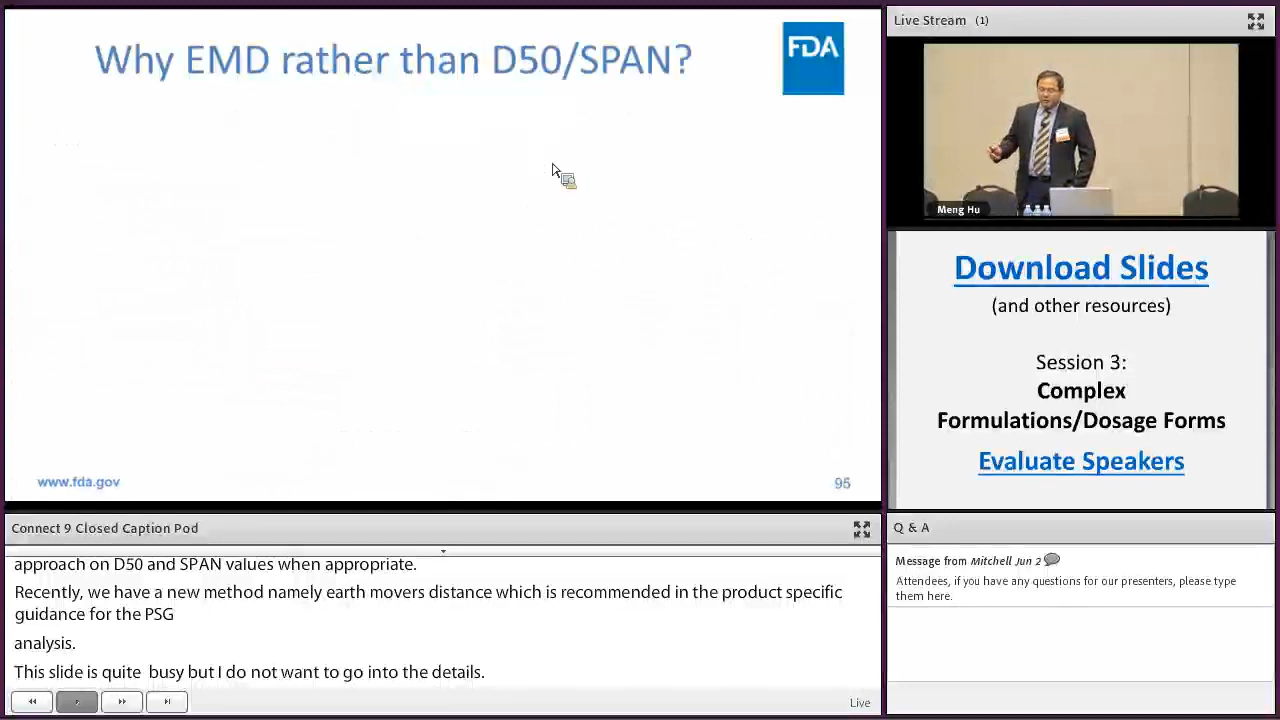 Why EMD rather than D50/SPAN?
FDA
www.fda.gov
95
Live Stream (1)
Meng Hu
Download Slides
(and other resources)
Session 3:
Complex
Formulations/Dosage Forms
Evaluate Speakers
Connect 9 Closed Caption Pod
approach on D50 and SPAN values when appropriate.
Recently, we have a new method namely earth movers distance which is recommended in the product specific
guidance for the PSG
analysis.
This slide is quite busy but I do not want to go into the details.
Live
Q & A
Message from Mitchell Jun 2
Attendees, if you have any questions for our presenters, please type
them here.